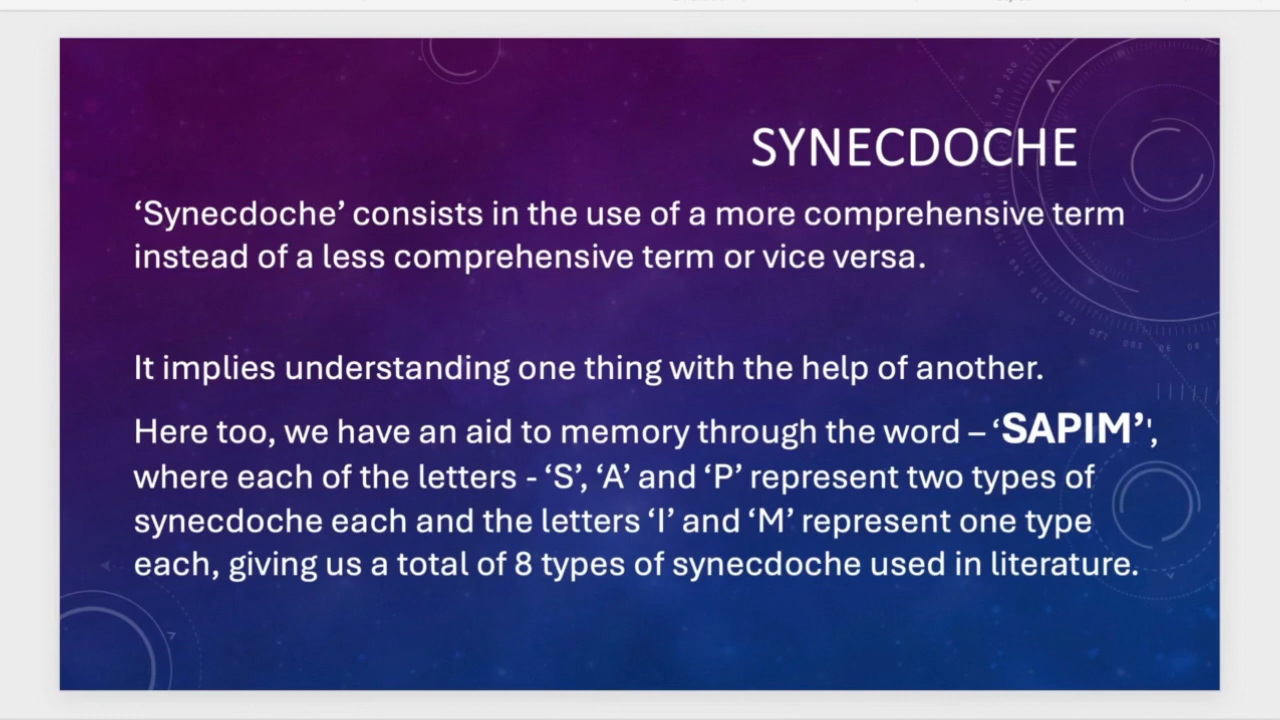 SYNECDOCHE
‘Synecdoche’ consists in the use of a more comprehensive term
instead of a less comprehensive term or vice versa.
It implies understanding one thing with the help of another.
Here too, we have an aid to memory through the word – ‘SAPIM’',
where each of the letters - ‘S’, ‘A’ and ‘P’ represent two types of
synecdoche each and the letters ‘I’ and ‘M’ represent one type
each, giving us a total of 8 types of synecdoche used in literature.